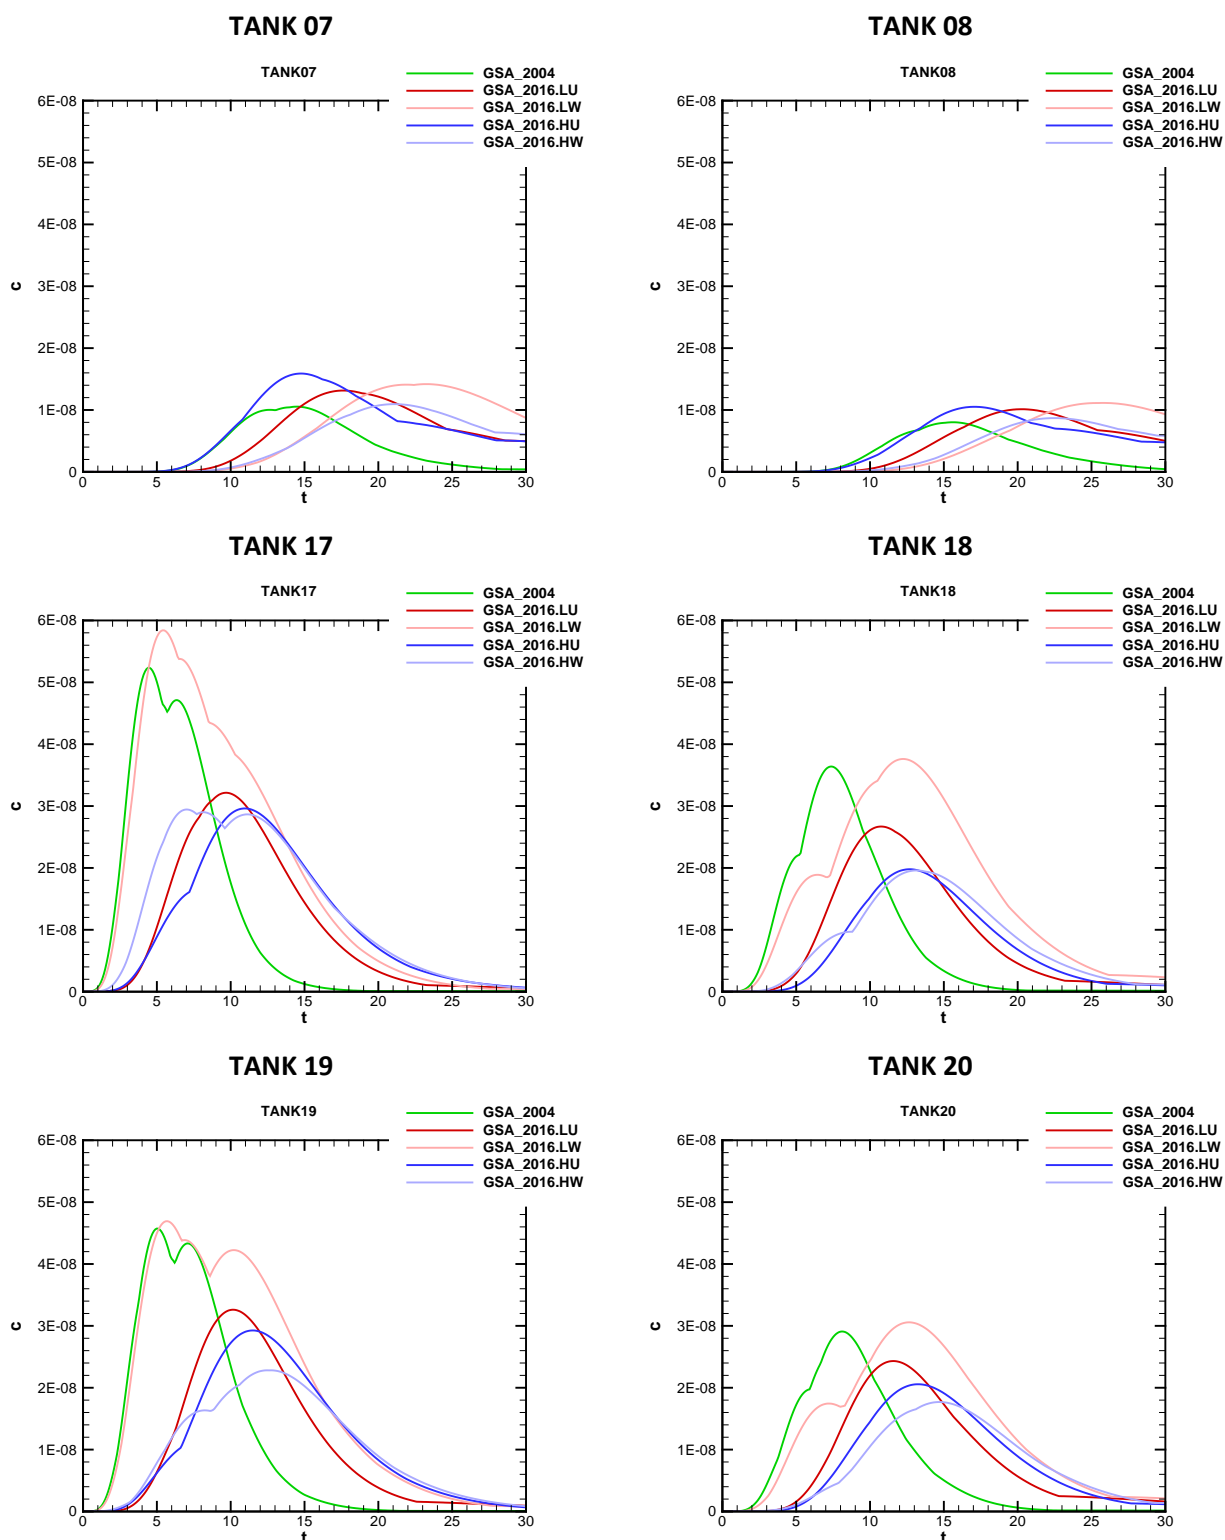 TANK 07
TANK 08
TANK07
GSA_2004
GSA_2016.LU
GSA_2016.LW
GSA_2016.HU
GSA_2016.HW
6E-08
5E-08
4E-08
3E-08
2E-08
1E-08
0
c
0 5 10 15 20 25 30
t
TANK08
GSA_2004
GSA_2016.LU
GSA_2016.LW
GSA_2016.HU
GSA_2016.HW
6E-08
5E-08
4E-08
3E-08
2E-08
1E-08
0
c
0 5 10 15 20 25 30
t
TANK 17
TANK 18
TANK17
GSA_2004
GSA_2016.LU
GSA_2016.LW
GSA_2016.HU
GSA_2016.HW
6E-08
5E-08
4E-08
3E-08
2E-08
1E-08
0
c
0 5 10 15 20 25 30
t
TANK18
GSA_2004
GSA_2016.LU
GSA_2016.LW
GSA_2016.HU
GSA_2016.HW
6E-08
5E-08
4E-08
3E-08
2E-08
1E-08
0
c
0 5 10 15 20 25 30
t
TANK 19
TANK 20
TANK19
GSA_2004
GSA_2016.LU
GSA_2016.LW
GSA_2016.HU
GSA_2016.HW
6E-08
5E-08
4E-08
3E-08
2E-08
1E-08
0
c
0 5 10 15 20 25 30
t
TANK20
GSA_2004
GSA_2016.LU
GSA_2016.LW
GSA_2016.HU
GSA_2016.HW
6E-08
5E-08
4E-08
3E-08
2E-08
1E-08
0
c
0 5 10 15 20 25 30
t